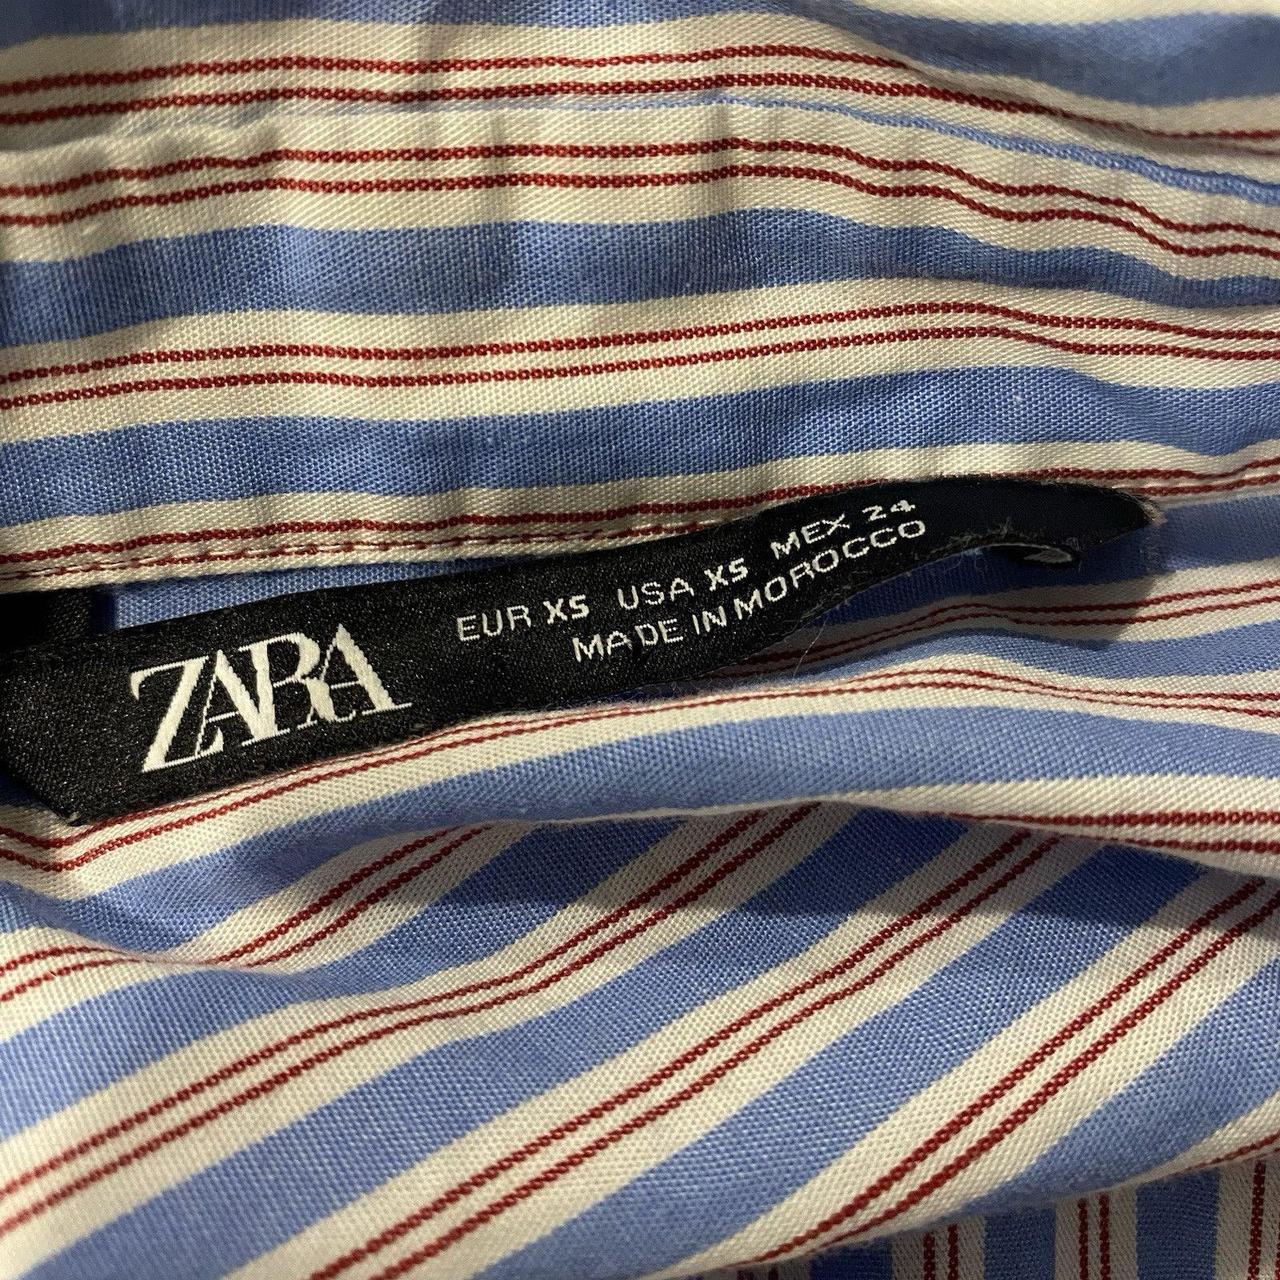 ZARA
EUR XS USA XS MEX 24
MADE IN MOROCCO